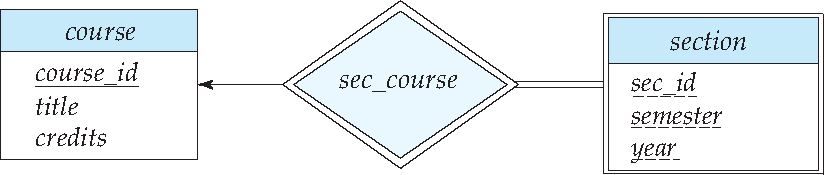 course
course_id
title
credits
sec_course
section
sec_id
semester
year